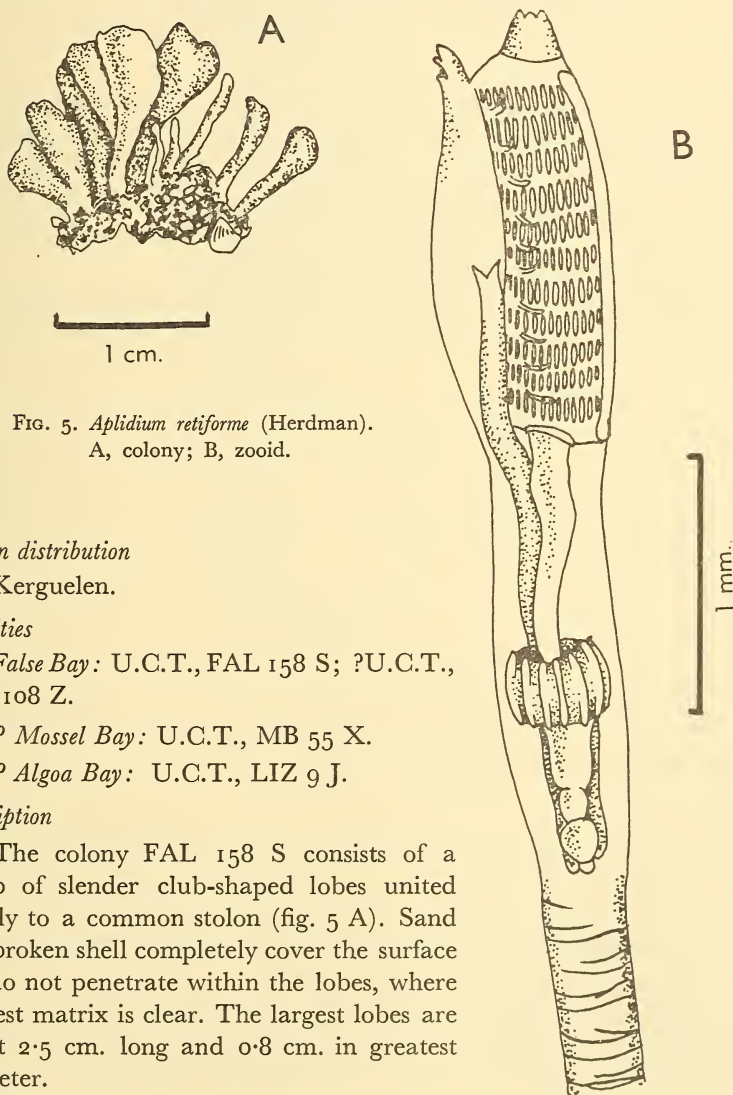 A
B
1 cm.
FIG. 5. Aplidium retiforme (Herdman).
A, colony; B, zooid.
1 mm.
n distribution
Kerguelen.
ties
False Bay: U.C.T., FAL 158 S; ?U.C.T.,
108 Z.
? Mossel Bay: U.C.T., MB 55 X.
? Algoa Bay: U.C.T., LIZ 9 J.
iption
The colony FAL 158 S consists of a
of slender club-shaped lobes united
ly to a common stolon (fig. 5 A). Sand
broken shell completely cover the surface
o not penetrate within the lobes, where
est matrix is clear. The largest lobes are
t 2·5 cm. long and 0·8 cm. in greatest
eter.